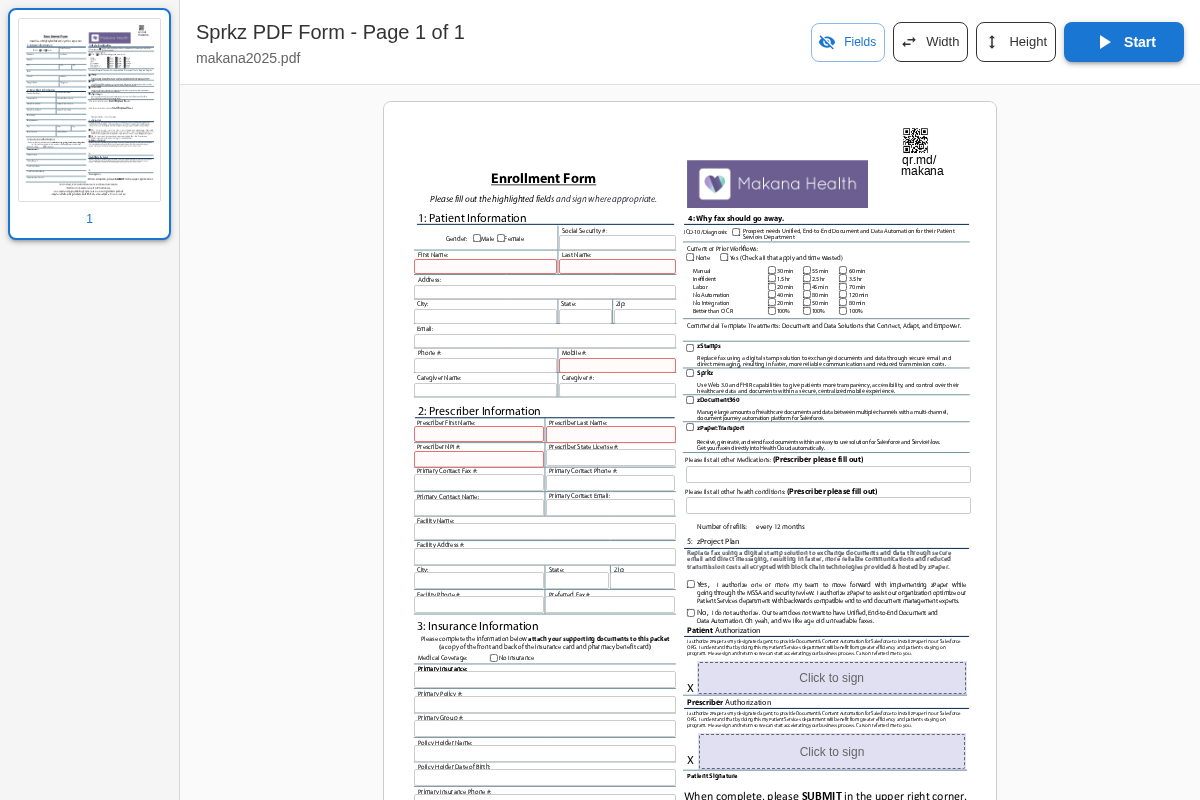 Sprkz PDF Form - Page 1 of 1
makana2025.pdf
Fields
Width
Height
Start
1
qr.md/
makana
Makana Health
Enrollment Form
Please fill out the highlighted fields and sign where appropriate.
1: Patient Information
Gender: Male Female
Social Security #:
First Name:
Last Name:
Address:
City:
State:
Zip:
Email:
Phone #:
Mobile #:
Caregiver Name:
Caregiver #:
2: Prescriber Information
Prescriber First Name:
Prescriber Last Name:
Prescriber NPI #:
Prescriber State License #:
Primary Contact Fax #:
Primary Contact Phone #:
Primary Contact Name:
Primary Contact Email:
Facility Name:
Facility Address #:
City:
State:
Zip:
Facility Phone #:
Preferred Fax #:
3: Insurance Information
Please complete the information below attach your supporting documents to this packet
(a copy of the front and back of the insurance card and pharmacy benefit card)
Medical Coverage: No Insurance
Primary Insurance:
Primary Policy #:
Primary Group #:
Policy Holder Name:
Policy Holder Date of Birth:
Primary Insurance Phone #:
4: Why fax should go away.
ICD-10/Diagnosis: Prospect needs Unified, End-to-End Document and Data Automation for their Patient
Services Department
Current or Prior Workflows:
None Yes (Check all that apply and time wasted)
Manual 30 min 55 min 60 min
Inefficient 1.5 hr 2.5 hr 3.5 hr
Labor 20 min 45 min 70 min
No Automation 40 min 80 min 120 min
No Integration 20 min 50 min 80 min
Better than OCR 100% 100% 100%
Commercial Template Treatments: Document and Data Solutions that Connect, Adapt, and Empower.
zStamps
Replace fax using a digital stamp solution to exchange documents and data through secure email and
direct messaging, resulting in faster, more reliable communications and reduced transmission costs.
Sprkz
Use Web 3.0 and FHIR capabilities to give patients more transparency, accessibility, and control over their
healthcare data and documents within a secure, centralized mobile experience.
zDocument360
Manage large amounts of healthcare documents and data between multiple channels with a multi-channel,
document journey automation platform for Salesforce.
zPaper:Transport
Receive, generate, and send fax documents within an easy to use solution for Salesforce and ServiceNow.
Get your faxes directly into Health Cloud automatically.
Please list all other Medications: (Prescriber please fill out)
Please list all other health conditions: (Prescriber please fill out)
Number of refills: every 12 months
5: zProject Plan
Replace fax using a digital stamp solution to exchange documents and data through secure
email and direct messaging, resulting in faster, more reliable communications and reduced
transmission costs all ecrypted with block chain technologies provided & hosted by zPaper.
Yes, I authorize one or more my team to move forward with implementing zPaper while
going through the MSSA and security review. I authorize zPaper to assist our organization optimize our
Patient Services department with backwards compatible end to end document management experts.
No, I do not authorize. Our team does not want to have Unified, End-to-End Document and
Data Automation. Oh yeah, and we like age old unreadable faxes.
Patient Authorization
X
Click to sign
Prescriber Authorization
X
Click to sign
Patient Signature
When complete, please SUBMIT in the upper right corner.